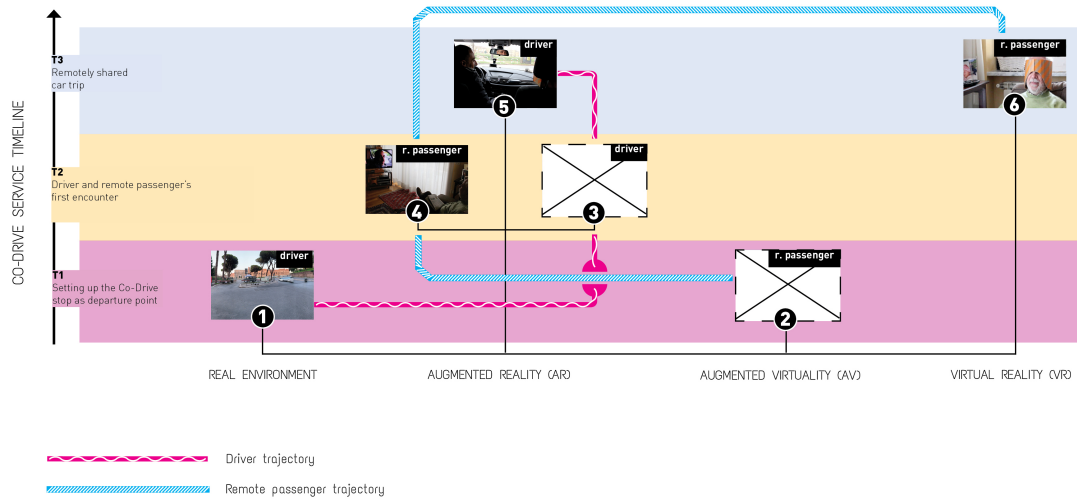 CO-DRIVE SERVICE TIMELINE
T3
Remotely shared
car trip
driver
5
r. passenger
6
T2
Driver and remote passenger's
first encounter
r. passenger
4
driver
3
T1
Setting up the Co-Drive
stop as departure point
driver
1
r. passenger
2
REAL ENVIRONMENT
AUGMENTED REALITY (AR)
AUGMENTED VIRTUALITY (AV)
VIRTUAL REALITY (VR)
Driver trajectory
Remote passenger trajectory